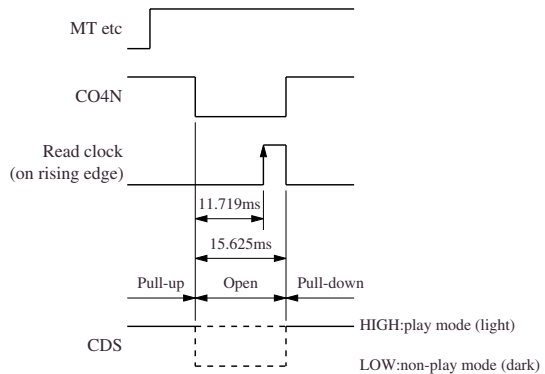 MT etc
CO4N
Read clock
(on rising edge)
11.719ms
15.625ms
Pull-up
Open
Pull-down
CDS
HIGH:play mode (light)
LOW:non-play mode (dark)